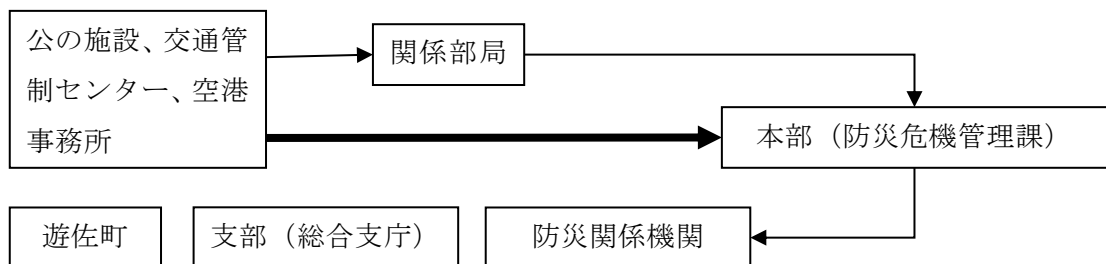 公の施設、交通管
制センター、空港
事務所
関係部局
本部（防災危機管理課）
遊佐町
支部（総合支庁）
防災関係機関